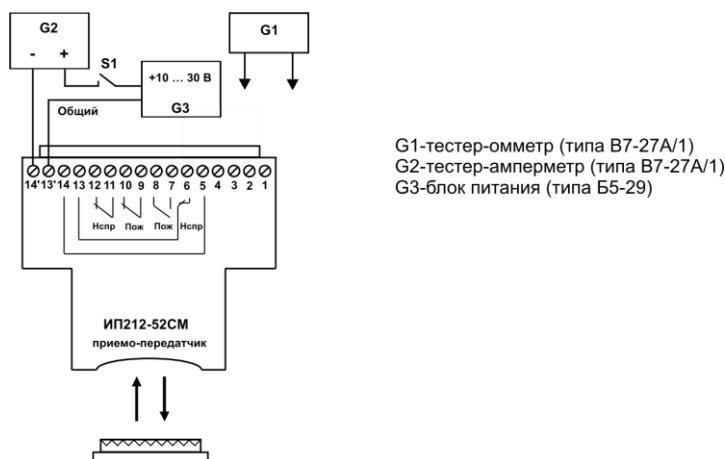 G2
- +
S1
G1
+10 ... 30 В
G3
Общий
G1-тестер-омметр (типа В7-27А/1)
G2-тестер-амперметр (типа В7-27А/1)
G3-блок питания (типа Б5-29)
14' 13' 14 13 12 11 10 9 8 7 6 5 4 3 2 1
Нспр Пож Пож Нспр
ИП212-52СМ
приемо-передатчик